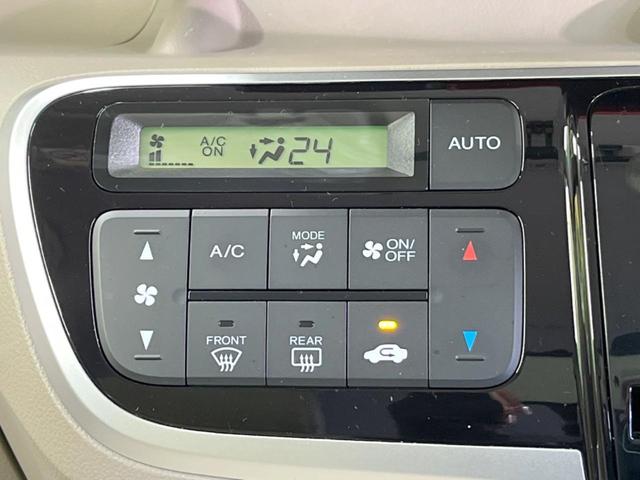 A/C
ON
24
AUTO
A/C
MODE
ON/
OFF
FRONT
REAR